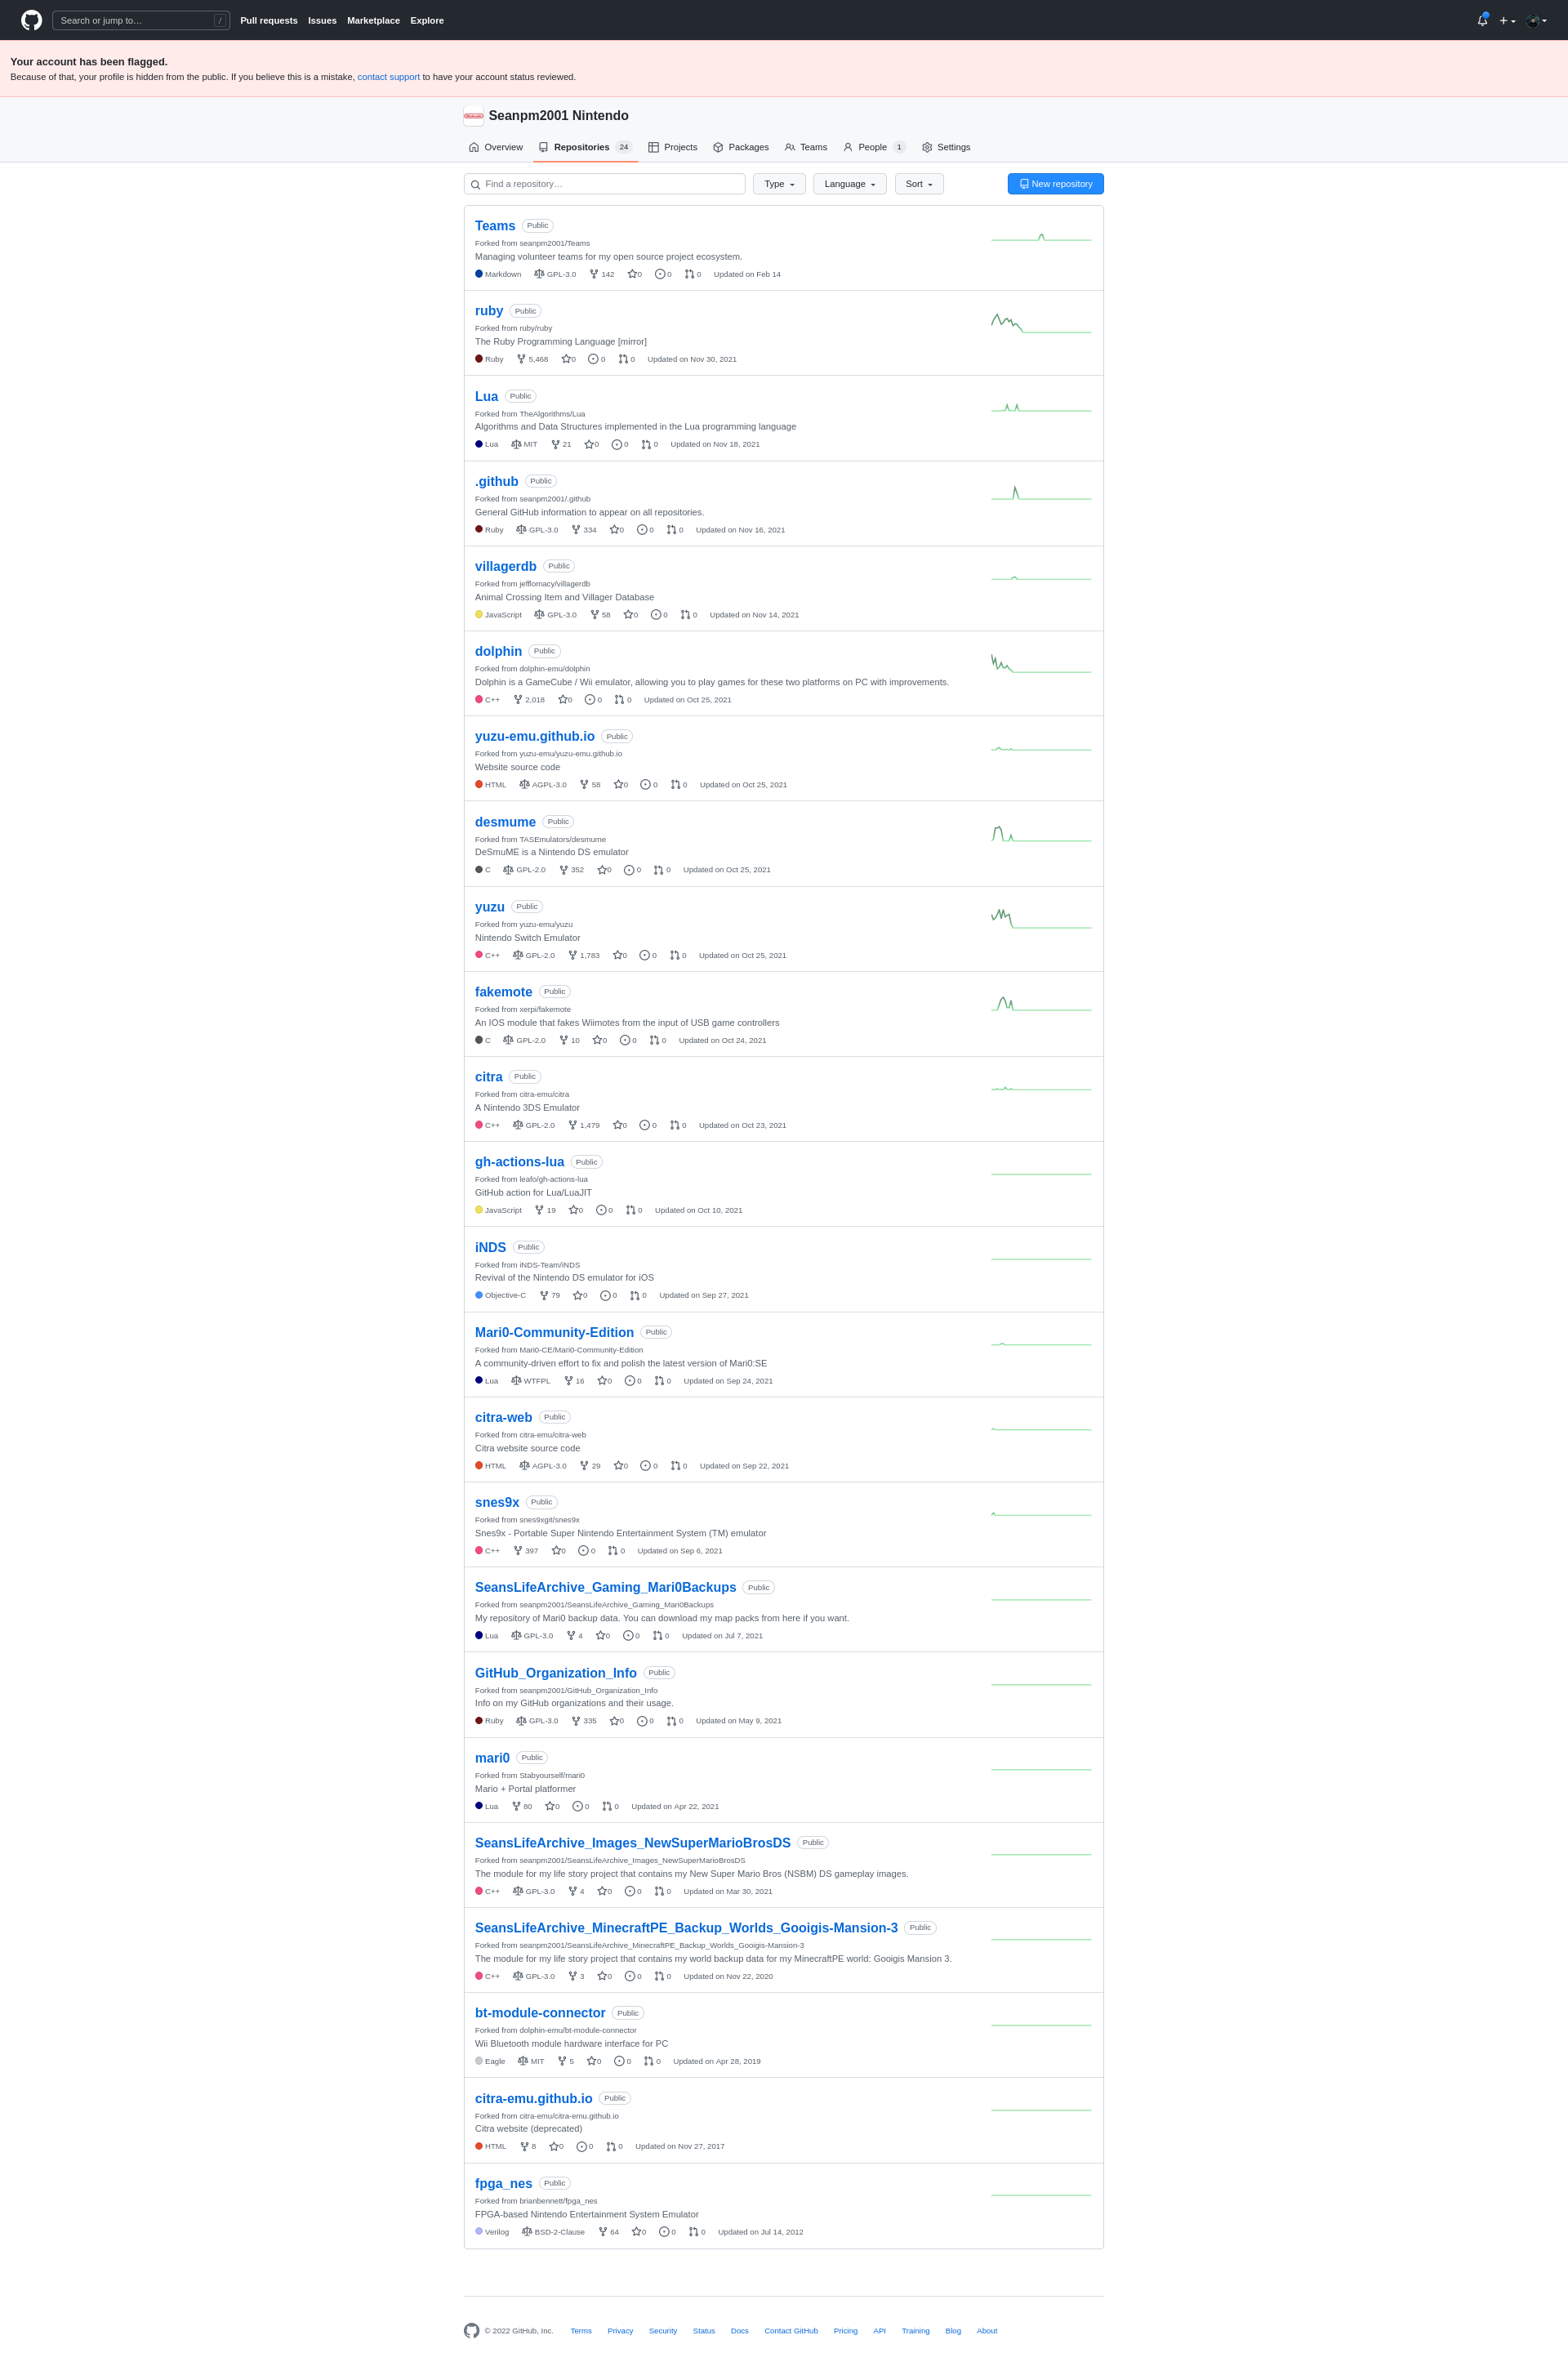 Search or jump to… / Pull requests Issues Marketplace Explore
Your account has been flagged.
Because of that, your profile is hidden from the public. If you believe this is a mistake, contact support to have your account status reviewed.
Nintendo Seanpm2001 Nintendo
Overview Repositories 24 Projects Packages Teams People 1 Settings
Find a repository… Type Language Sort New repository
Teams Public
Forked from seanpm2001/Teams
Managing volunteer teams for my open source project ecosystem.
Markdown GPL-3.0 142 0 0 0 Updated on Feb 14
ruby Public
Forked from ruby/ruby
The Ruby Programming Language [mirror]
Ruby 5,468 0 0 0 Updated on Nov 30, 2021
Lua Public
Forked from TheAlgorithms/Lua
Algorithms and Data Structures implemented in the Lua programming language
Lua MIT 21 0 0 0 Updated on Nov 18, 2021
.github Public
Forked from seanpm2001/.github
General GitHub information to appear on all repositories.
Ruby GPL-3.0 334 0 0 0 Updated on Nov 16, 2021
villagerdb Public
Forked from jefflomacy/villagerdb
Animal Crossing Item and Villager Database
JavaScript GPL-3.0 58 0 0 0 Updated on Nov 14, 2021
dolphin Public
Forked from dolphin-emu/dolphin
Dolphin is a GameCube / Wii emulator, allowing you to play games for these two platforms on PC with improvements.
C++ 2,018 0 0 0 Updated on Oct 25, 2021
yuzu-emu.github.io Public
Forked from yuzu-emu/yuzu-emu.github.io
Website source code
HTML AGPL-3.0 58 0 0 0 Updated on Oct 25, 2021
desmume Public
Forked from TASEmulators/desmume
DeSmuME is a Nintendo DS emulator
C GPL-2.0 352 0 0 0 Updated on Oct 25, 2021
yuzu Public
Forked from yuzu-emu/yuzu
Nintendo Switch Emulator
C++ GPL-2.0 1,783 0 0 0 Updated on Oct 25, 2021
fakemote Public
Forked from xerpi/fakemote
An IOS module that fakes Wiimotes from the input of USB game controllers
C GPL-2.0 10 0 0 0 Updated on Oct 24, 2021
citra Public
Forked from citra-emu/citra
A Nintendo 3DS Emulator
C++ GPL-2.0 1,479 0 0 0 Updated on Oct 23, 2021
gh-actions-lua Public
Forked from leafo/gh-actions-lua
GitHub action for Lua/LuaJIT
JavaScript 19 0 0 0 Updated on Oct 10, 2021
iNDS Public
Forked from iNDS-Team/iNDS
Revival of the Nintendo DS emulator for iOS
Objective-C 79 0 0 0 Updated on Sep 27, 2021
Mari0-Community-Edition Public
Forked from Mari0-CE/Mari0-Community-Edition
A community-driven effort to fix and polish the latest version of Mari0:SE
Lua WTFPL 16 0 0 0 Updated on Sep 24, 2021
citra-web Public
Forked from citra-emu/citra-web
Citra website source code
HTML AGPL-3.0 29 0 0 0 Updated on Sep 22, 2021
snes9x Public
Forked from snes9xgit/snes9x
Snes9x - Portable Super Nintendo Entertainment System (TM) emulator
C++ 397 0 0 0 Updated on Sep 6, 2021
SeansLifeArchive_Gaming_Mari0Backups Public
Forked from seanpm2001/SeansLifeArchive_Gaming_Mari0Backups
My repository of Mari0 backup data. You can download my map packs from here if you want.
Lua GPL-3.0 4 0 0 0 Updated on Jul 7, 2021
GitHub_Organization_Info Public
Forked from seanpm2001/GitHub_Organization_Info
Info on my GitHub organizations and their usage.
Ruby GPL-3.0 335 0 0 0 Updated on May 9, 2021
mari0 Public
Forked from Stabyourself/mari0
Mario + Portal platformer
Lua 80 0 0 0 Updated on Apr 22, 2021
SeansLifeArchive_Images_NewSuperMarioBrosDS Public
Forked from seanpm2001/SeansLifeArchive_Images_NewSuperMarioBrosDS
The module for my life story project that contains my New Super Mario Bros (NSBM) DS gameplay images.
C++ GPL-3.0 4 0 0 0 Updated on Mar 30, 2021
SeansLifeArchive_MinecraftPE_Backup_Worlds_Gooigis-Mansion-3 Public
Forked from seanpm2001/SeansLifeArchive_MinecraftPE_Backup_Worlds_Gooigis-Mansion-3
The module for my life story project that contains my world backup data for my MinecraftPE world: Gooigis Mansion 3.
C++ GPL-3.0 3 0 0 0 Updated on Nov 22, 2020
bt-module-connector Public
Forked from dolphin-emu/bt-module-connector
Wii Bluetooth module hardware interface for PC
Eagle MIT 5 0 0 0 Updated on Apr 28, 2019
citra-emu.github.io Public
Forked from citra-emu/citra-emu.github.io
Citra website (deprecated)
HTML 8 0 0 0 Updated on Nov 27, 2017
fpga_nes Public
Forked from brianbennett/fpga_nes
FPGA-based Nintendo Entertainment System Emulator
Verilog BSD-2-Clause 64 0 0 0 Updated on Jul 14, 2012
© 2022 GitHub, Inc. Terms Privacy Security Status Docs Contact GitHub Pricing API Training Blog About